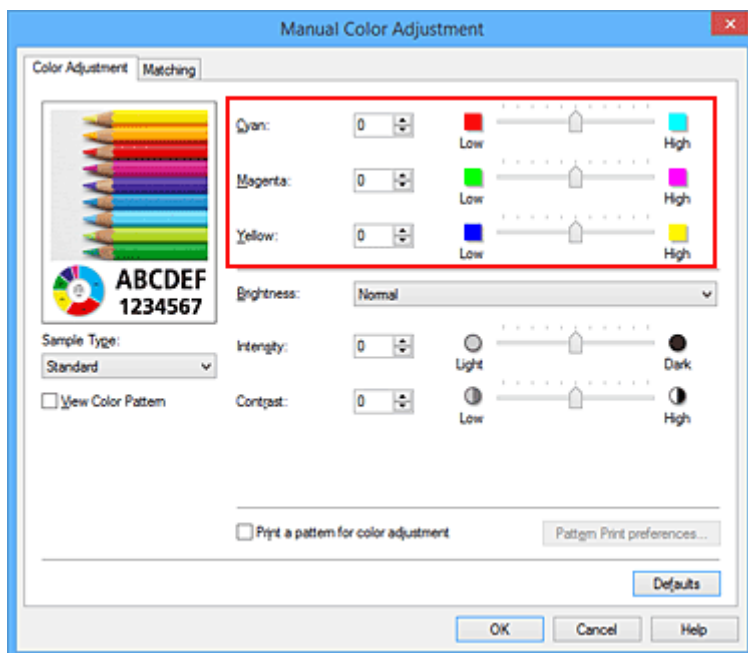 Manual Color Adjustment
Color Adjustment Matching
Cyan: 0 Low High
Magenta: 0 Low High
Yellow: 0 Low High
ABCDEF
1234567
Brightness: Normal
Sample Type:
Standard
Intensity: 0 Light Dark
View Color Pattern
Contrast: 0 Low High
Print a pattern for color adjustment Pattern Print preferences...
Defaults
OK Cancel Help